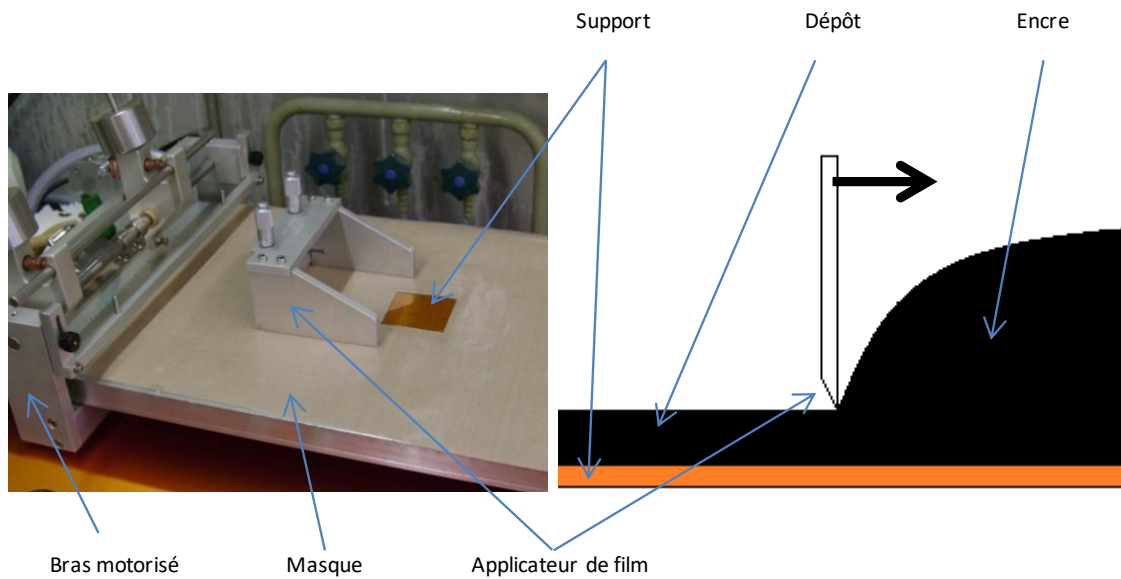 Support
Dépôt
Encre
Bras motorisé
Masque
Applicateur de film